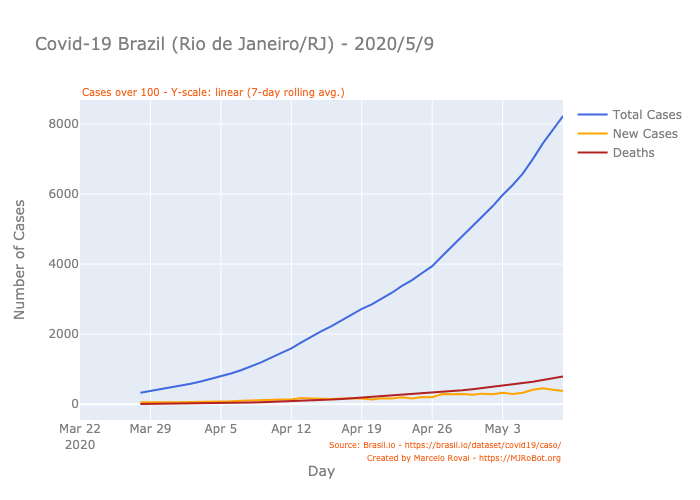 Covid-19 Brazil (Rio de Janeiro/RJ) - 2020/5/9
Cases over 100 - Y-scale: linear (7-day rolling avg.)
Total Cases
New Cases
Deaths
Number of Cases
8000
6000
4000
2000
0
Mar 22 Mar 29 Apr 5 Apr 12 Apr 19 Apr 26 May 3
2020
Source: Brasil.io - https://brasil.io/dataset/covid19/caso/
Created by Marcelo Rovai - https://MJRoBot.org
Day